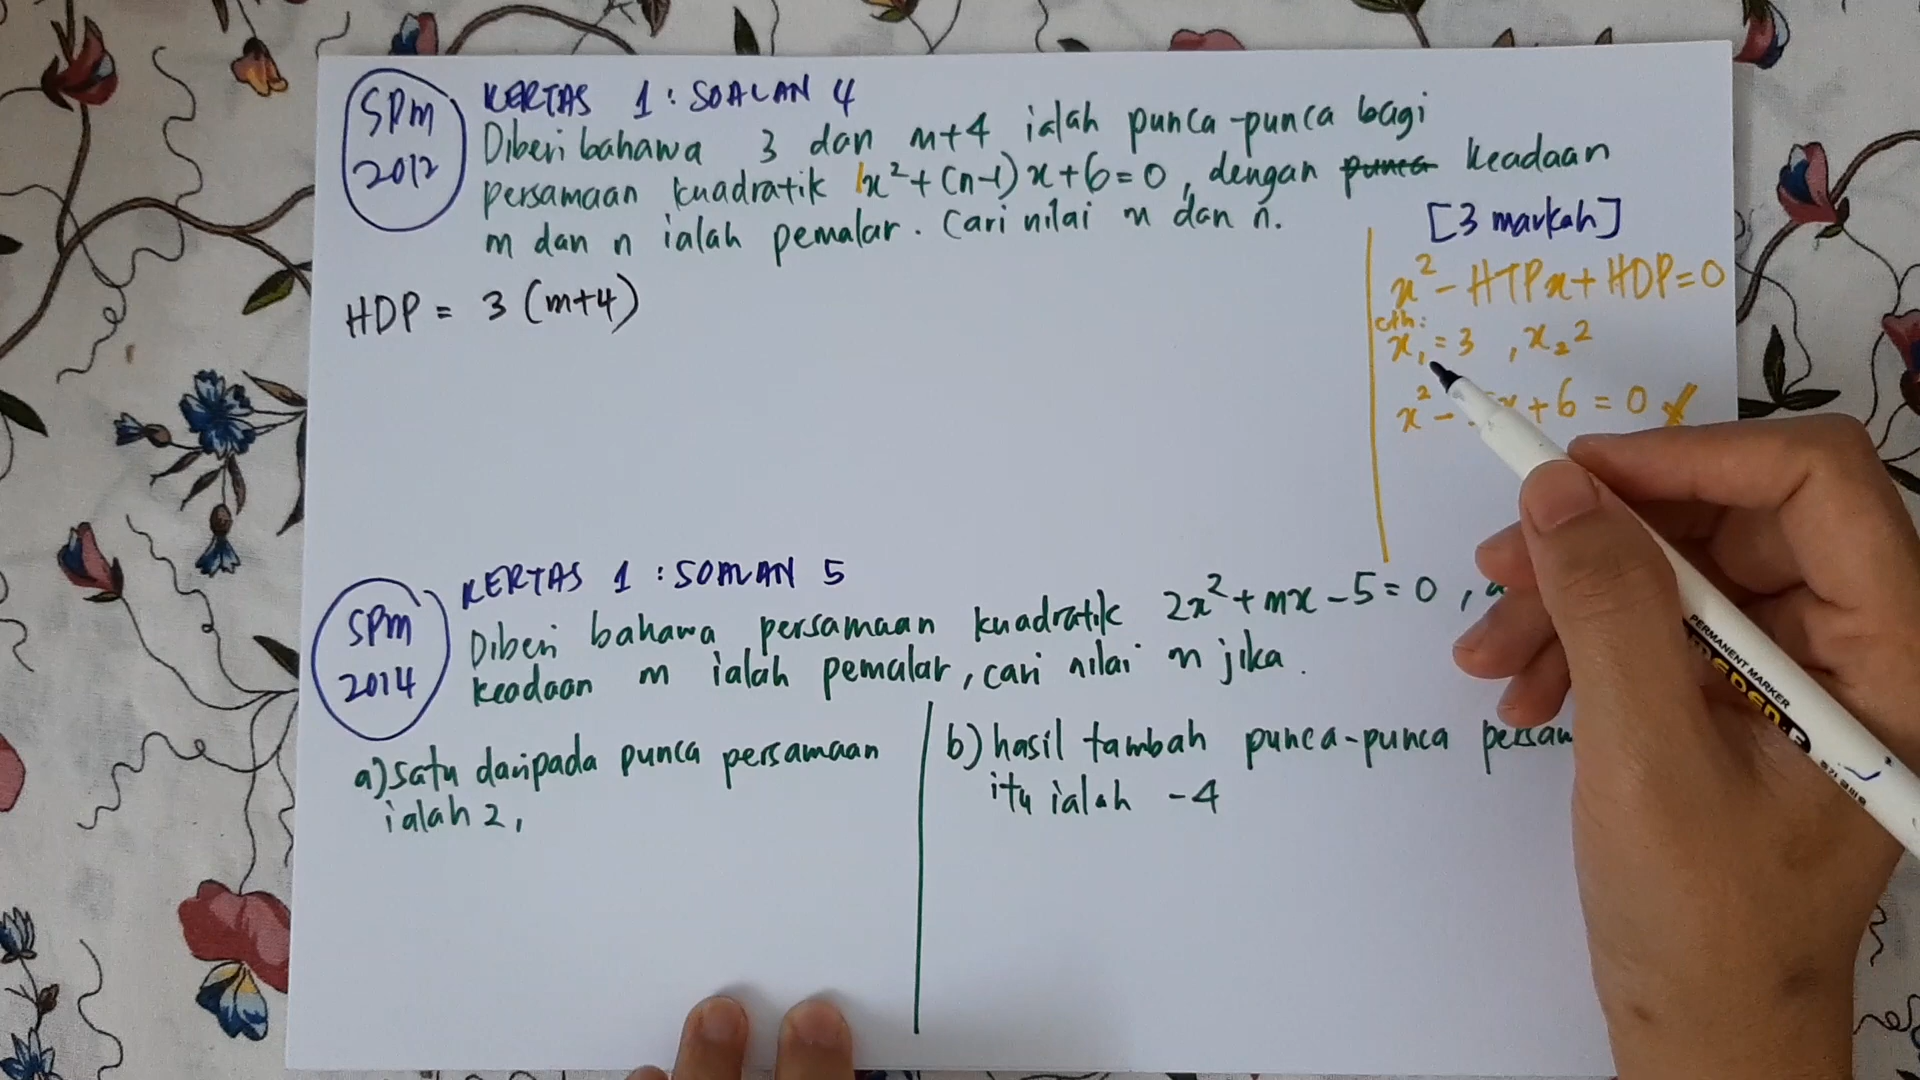 SPM
2012
KERTAS 1 : SOALAN 4
Diberi bahawa 3 dan m+4 ialah punca-punca bagi
persamaan kuadratik 1x²+(n-1)x+6=0, dengan punca keadaan
m dan n ialah pemalar. Cari nilai m dan n.
[3 markah]
HDP = 3(m+4)
x² - HTPx + HDP = 0
cth:
x₁ = 3 , x₂ 2
x² - x + 6 = 0
SPM
2014
KERTAS 1 : SOALAN 5
Diberi bahawa persamaan kuadratik 2x²+mx-5=0,
keadaan m ialah pemalar, cari nilai m jika.
a) satu daripada punca persamaan
ialah 2,
b) hasil tambah punca-punca
itu ialah -4
PERMANENT MARKER